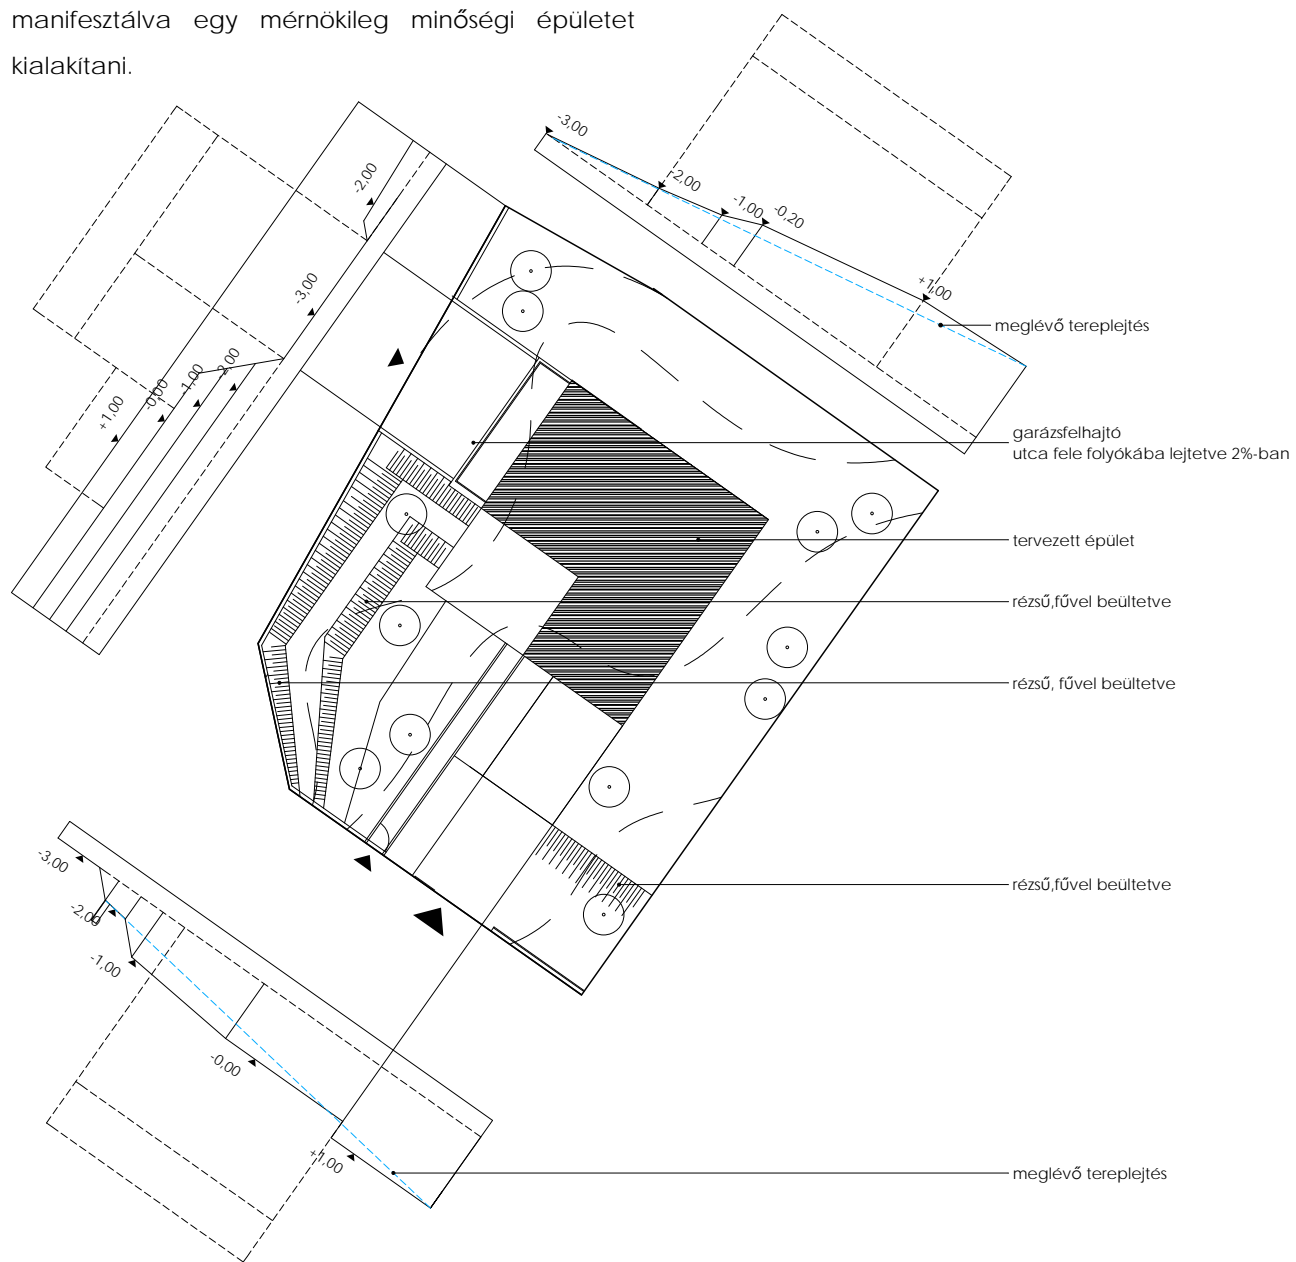 manifesztálva egy mérnökileg minőségi épületet
kialakítani.
-3,00
-2,00
-1,00
-0,20
+1,00
meglévő tereplejtés
-2,00
-3,00
-2,00
-1,00
-0,00
+1,00
garázsfelhajtó
utca fele folyókába lejtetve 2%-ban
tervezett épület
rézsű,fűvel beültetve
rézsű, fűvel beültetve
rézsű,fűvel beültetve
-3,00
-2,00
-1,00
-0,00
+1,00
meglévő tereplejtés